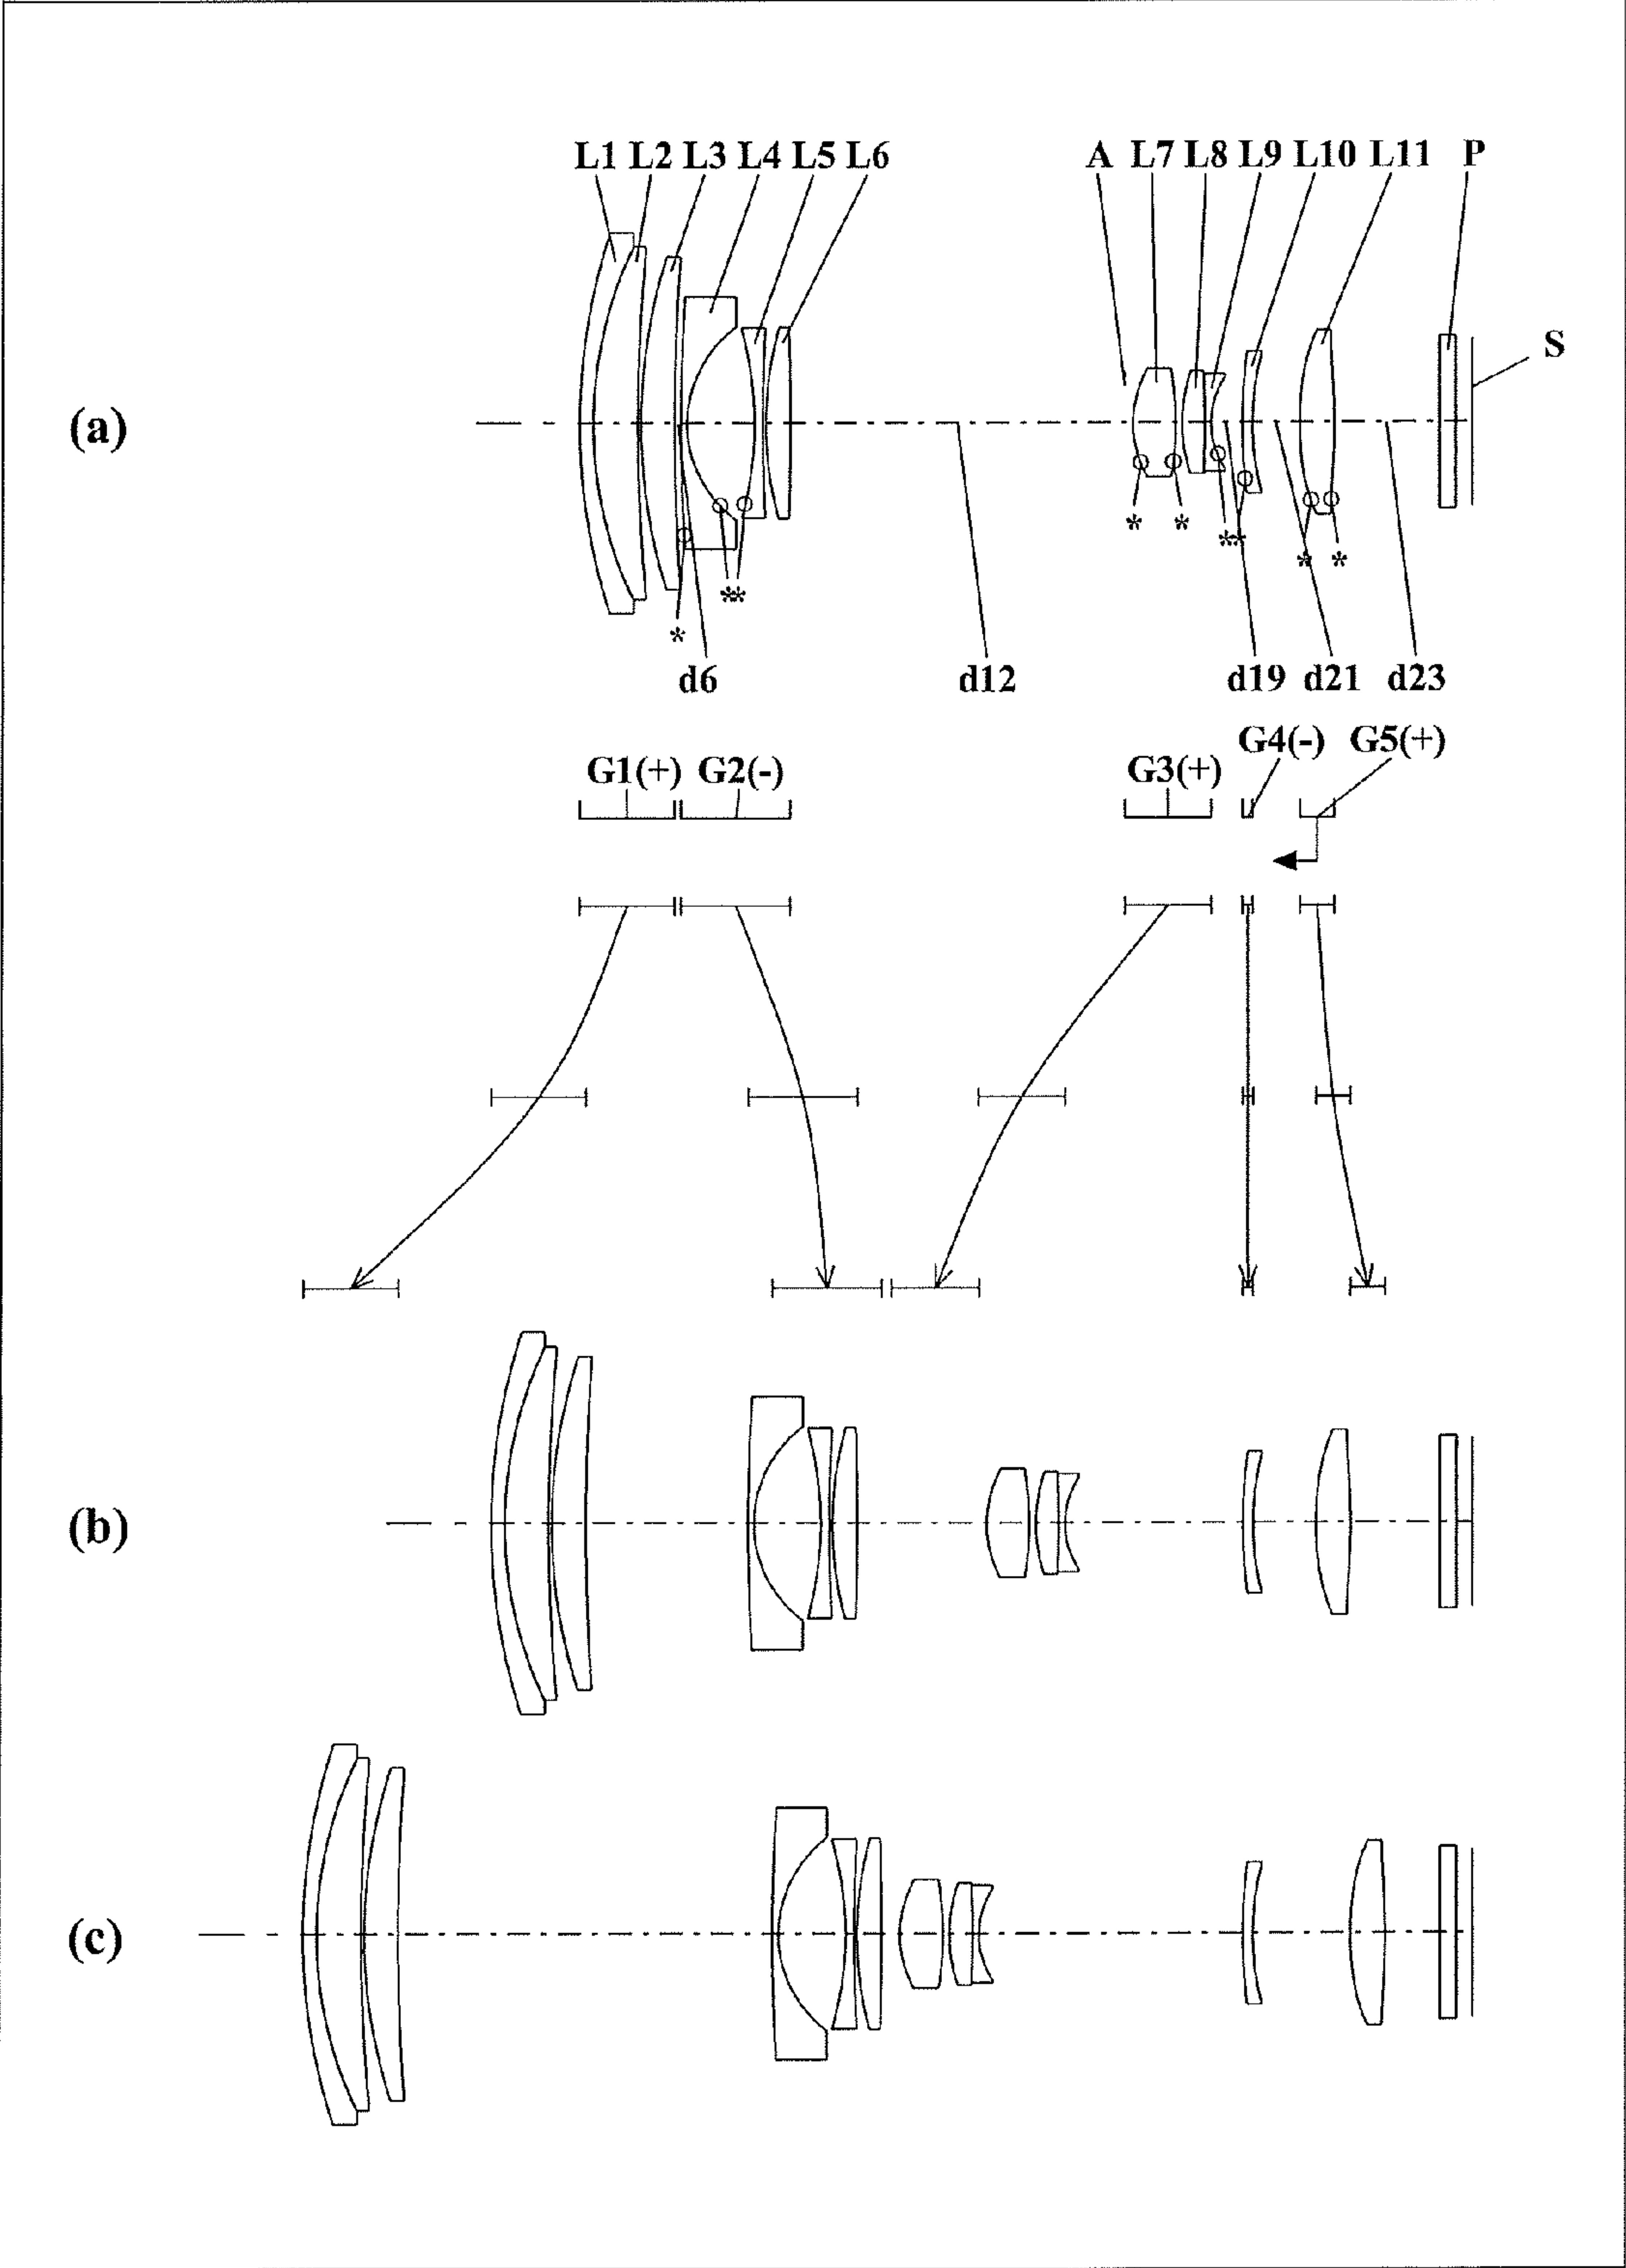 L1 L2 L3 L4 L5 L6 A L7 L8 L9 L10 L11 P
S
(a)
* * ** * *
**
*
d6 d12 d19 d21 d23
G4(-) G5(+)
G1(+) G2(-) G3(+)
(b)
(c)